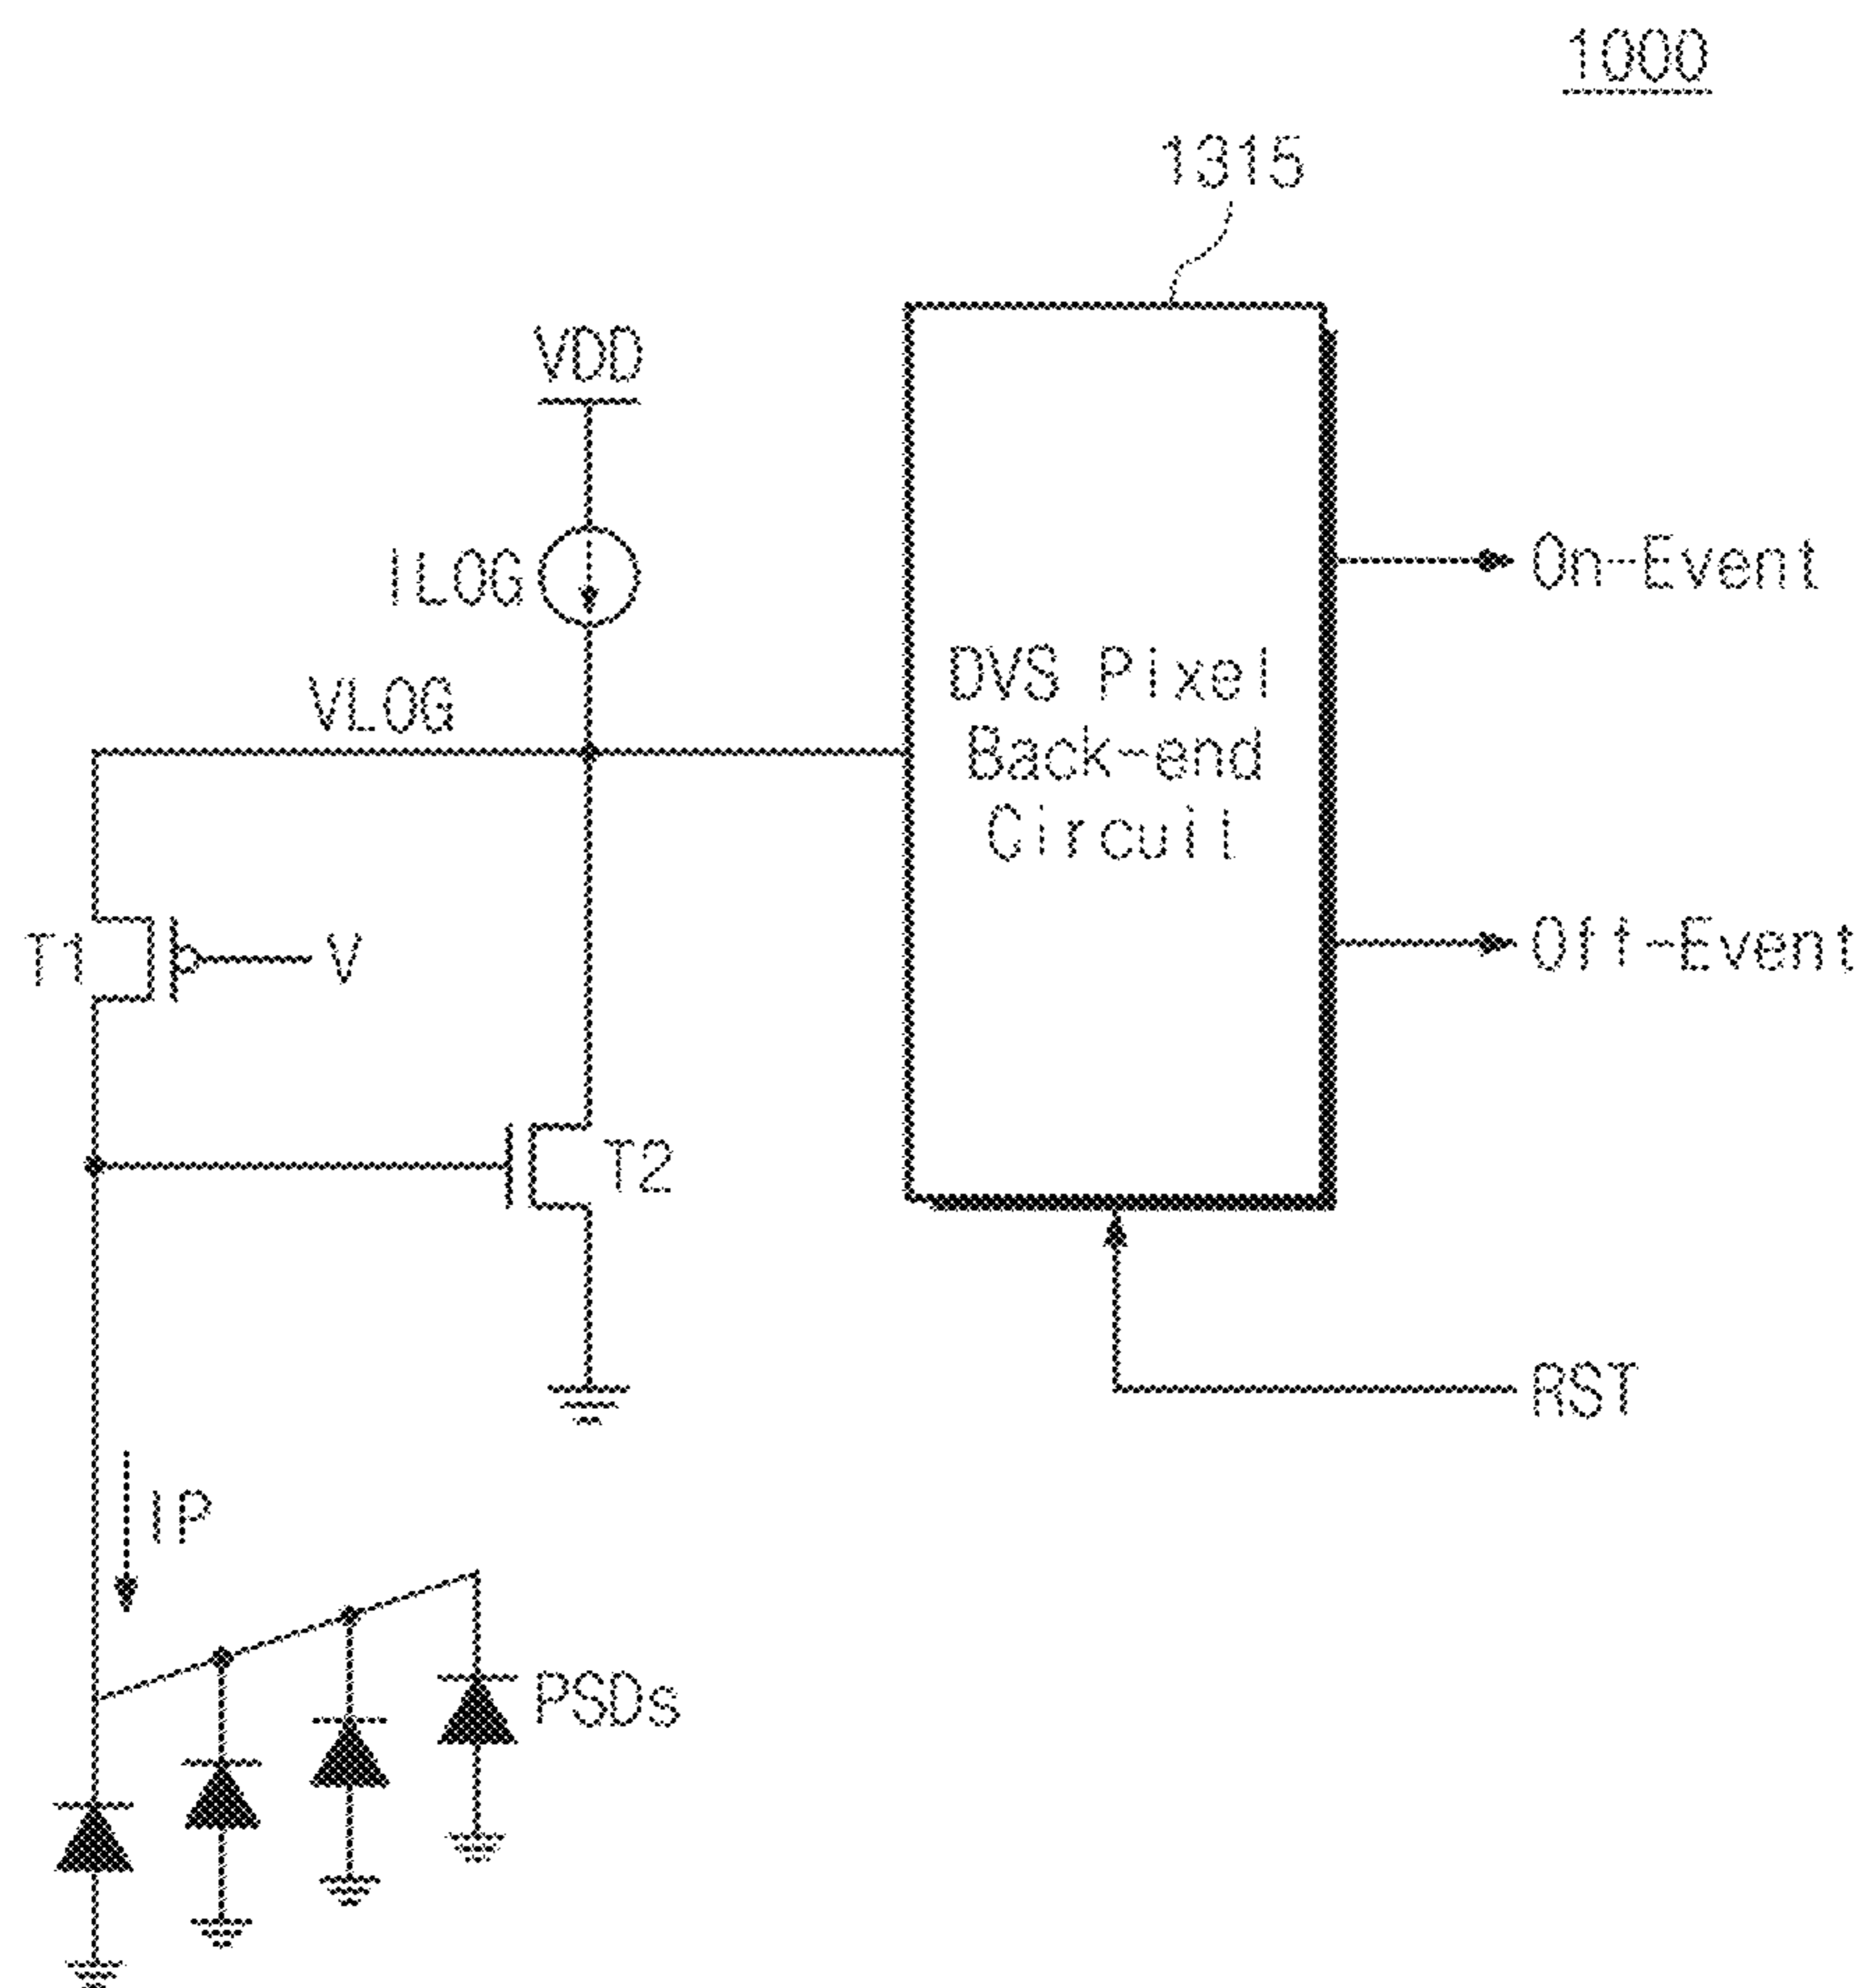 1000
1315
VDD
ILOG
VLOG
DVS Pixel
Back-end
Circuit
On-Event
Off-Event
T1
V
T2
RST
IP
PSDs